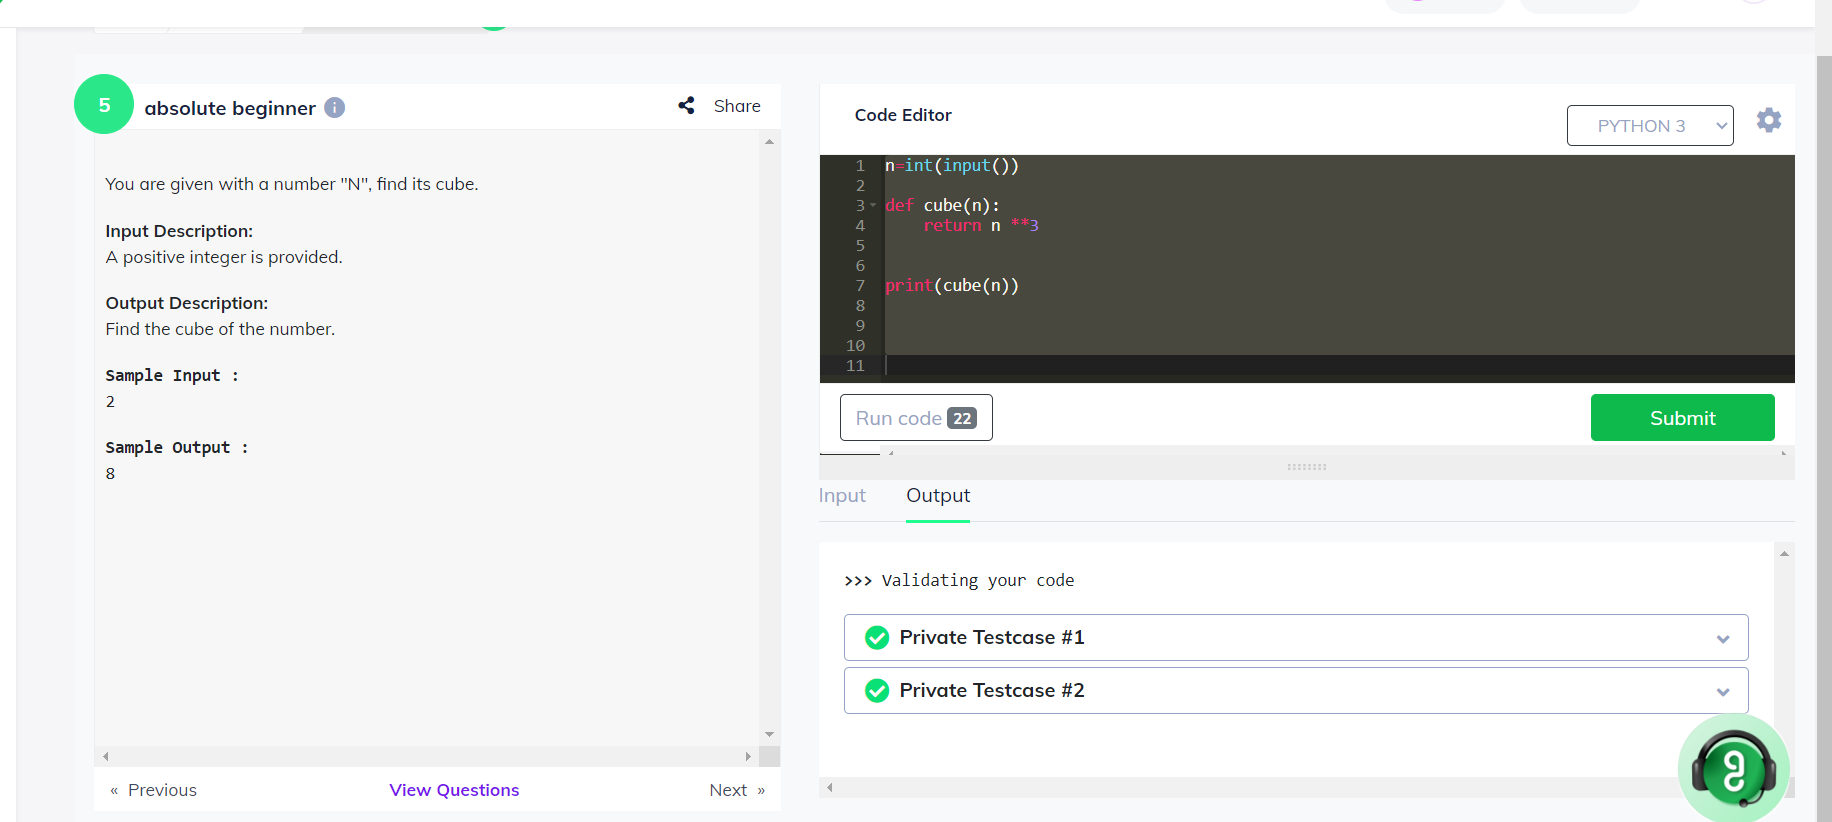 5
absolute beginner
Share
You are given with a number "N", find its cube.
Input Description:
A positive integer is provided.
Output Description:
Find the cube of the number.
Sample Input :
2
Sample Output :
8
« Previous
View Questions
Next »
Code Editor
PYTHON 3
1 n=int(input())
2
3 def cube(n):
4     return n **3
5
6
7 print(cube(n))
8
9
10
11
Run code 22
Submit
Input
Output
>>> Validating your code
Private Testcase #1
Private Testcase #2